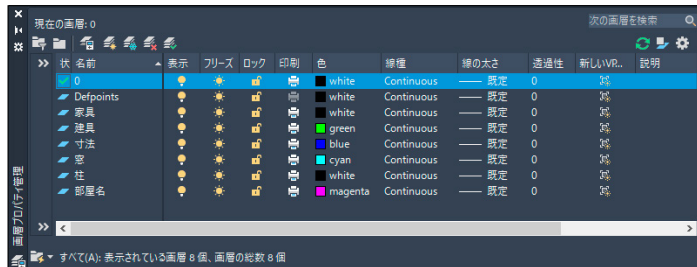 現在の画層: 0
次の画層を検索
状 名前 表示 フリーズ ロック 印刷 色 線種 線の太さ 透過性 新しいVP... 説明
0 white Continuous 既定 0
Defpoints white Continuous 既定 0
家具 white Continuous 既定 0
建具 green Continuous 既定 0
寸法 blue Continuous 既定 0
窓 cyan Continuous 既定 0
柱 white Continuous 既定 0
部屋名 magenta Continuous 既定 0
すべて(A): 表示されている画層 8 個、画層の総数 8 個
画層プロパティ管理